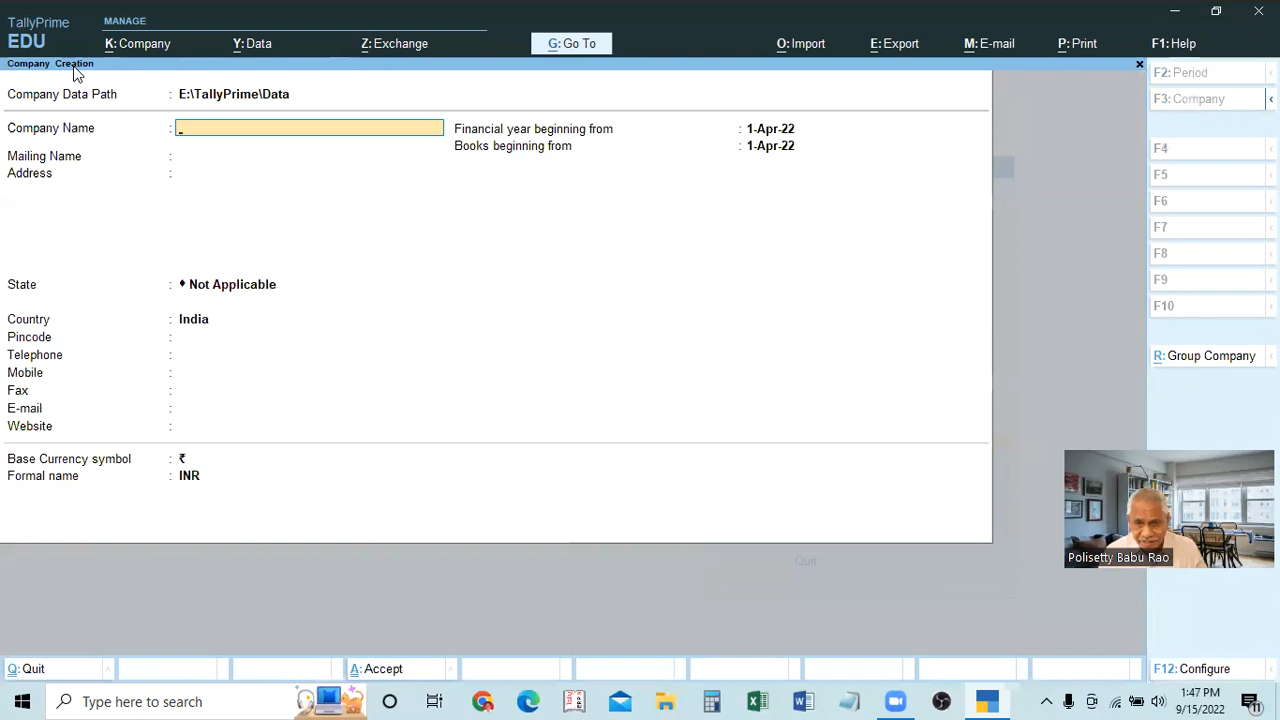 TallyPrime
EDU
MANAGE
K: Company
Y: Data
Z: Exchange
G: Go To
O: Import
E: Export
M: E-mail
P: Print
F1: Help
Company Creation
Company Data Path : E:\TallyPrime\Data
Company Name :
Mailing Name :
Address :
Financial year beginning from : 1-Apr-22
Books beginning from : 1-Apr-22
State : ♦ Not Applicable
Country : India
Pincode :
Telephone :
Mobile :
Fax :
E-mail :
Website :
Base Currency symbol : ₹
Formal name : INR
Quit
F2: Period
F3: Company
F4
F5
F6
F7
F8
F9
F10
R: Group Company
Polisetty Babu Rao
Q: Quit
A: Accept
F12: Configure
Type here to search
1:47 PM
9/15/2022